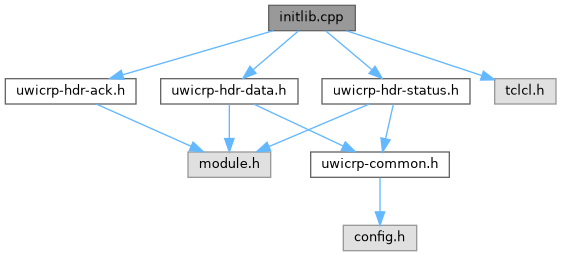 initlib.cpp
uwicrp-hdr-ack.h
uwicrp-hdr-data.h
uwicrp-hdr-status.h
tclcl.h
module.h
uwicrp-common.h
config.h